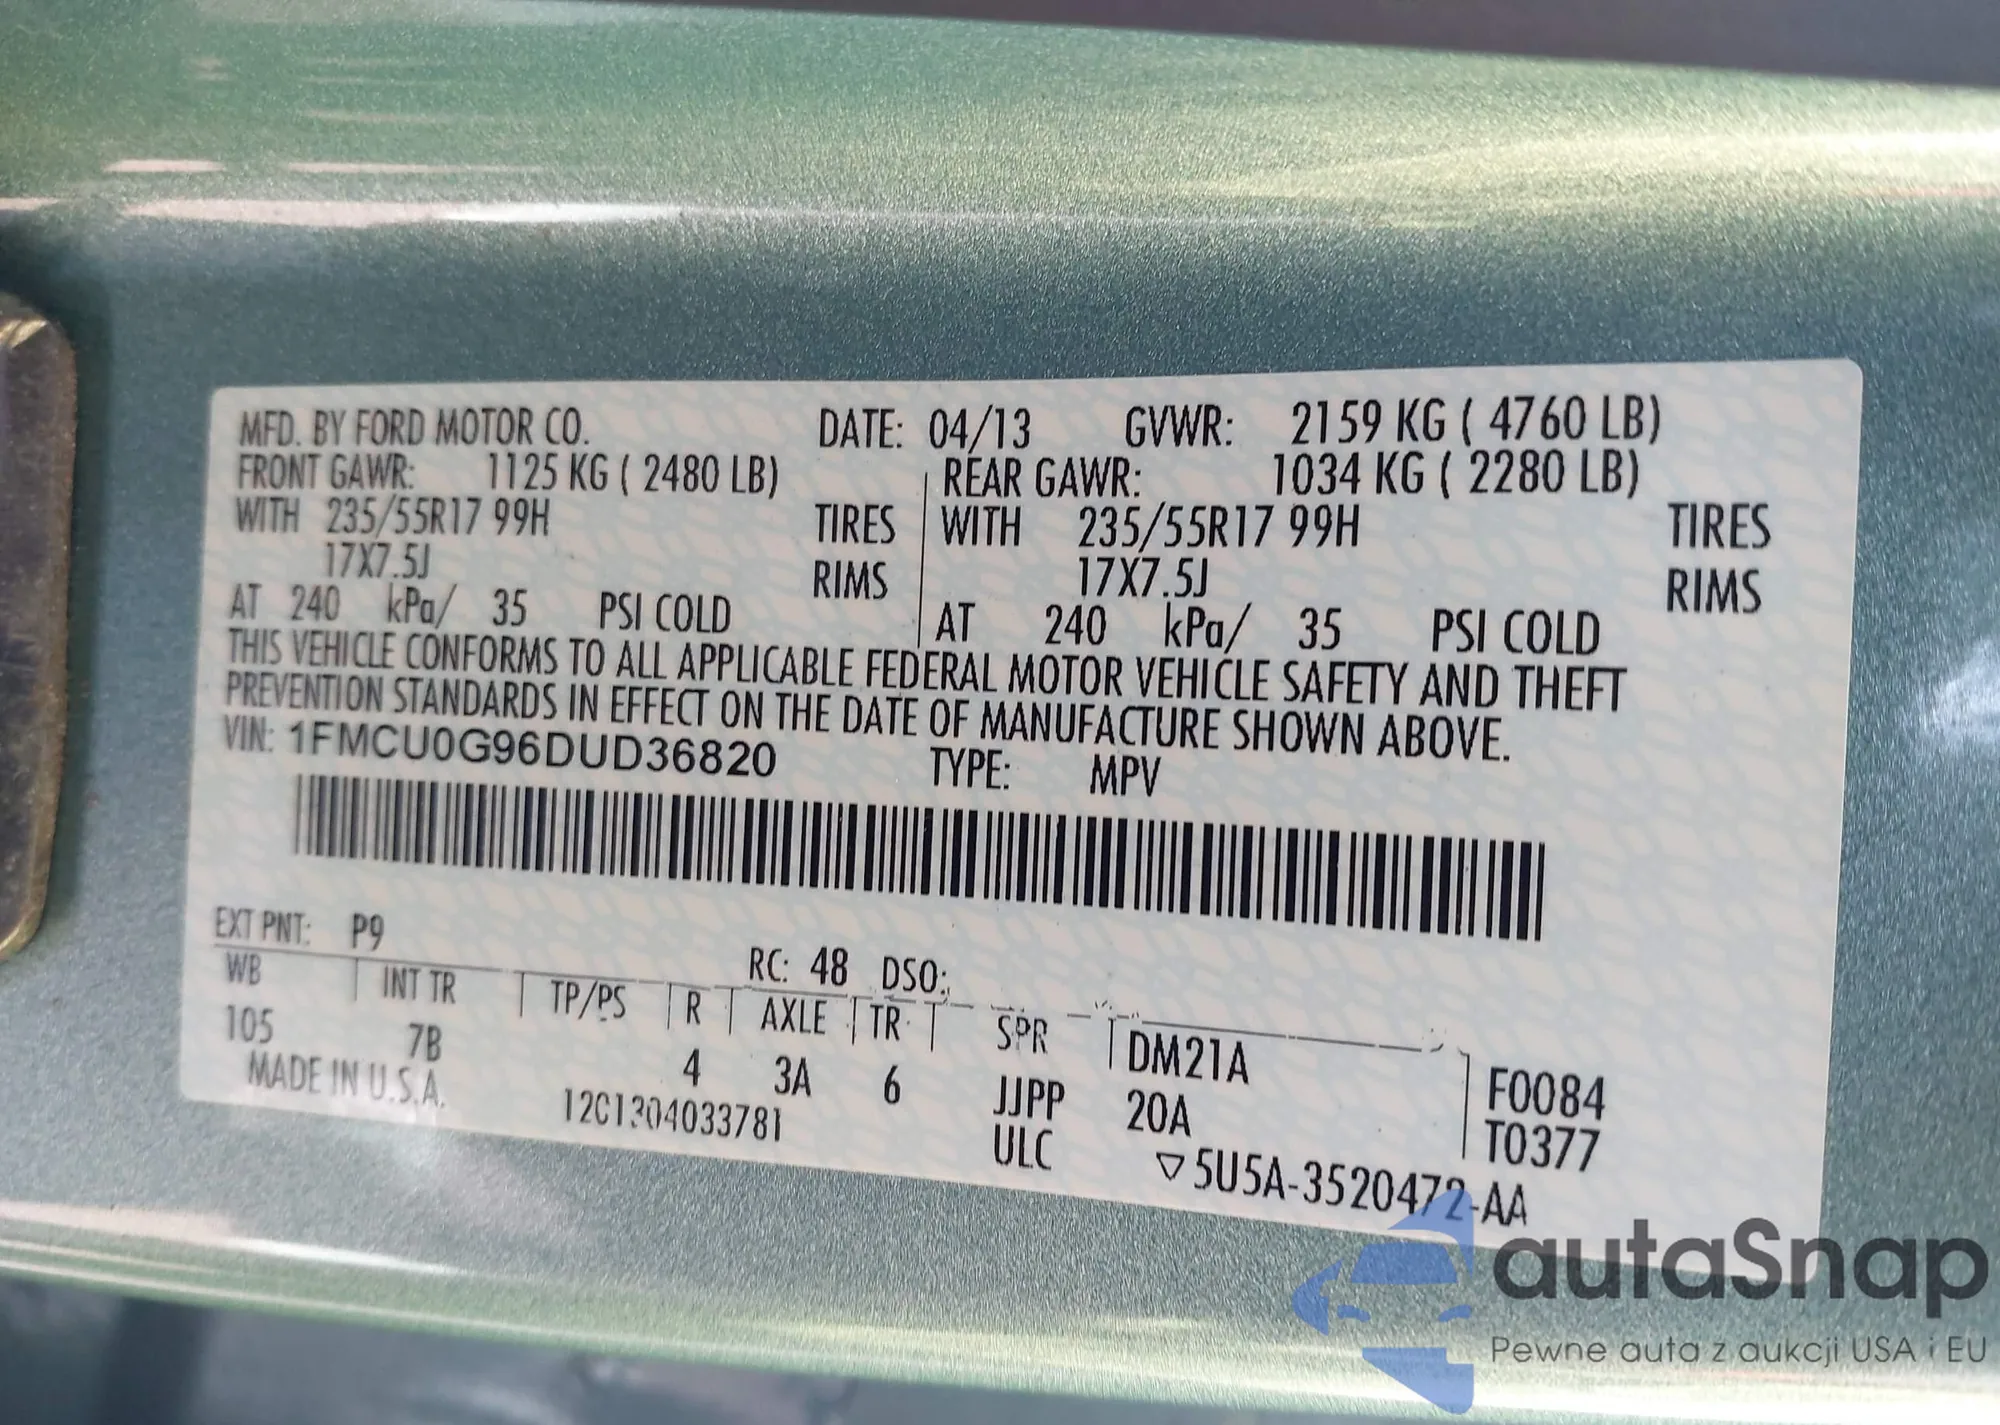 MFD. BY FORD MOTOR CO. DATE: 04/13 GVWR: 2159 KG ( 4760 LB)
FRONT GAWR: 1125 KG ( 2480 LB) REAR GAWR: 1034 KG ( 2280 LB)
WITH 235/55R17 99H TIRES WITH 235/55R17 99H TIRES
17X7.5J RIMS 17X7.5J RIMS
AT 240 kPa/ 35 PSI COLD AT 240 kPa/ 35 PSI COLD
THIS VEHICLE CONFORMS TO ALL APPLICABLE FEDERAL MOTOR VEHICLE SAFETY AND THEFT
PREVENTION STANDARDS IN EFFECT ON THE DATE OF MANUFACTURE SHOWN ABOVE.
VIN: 1FMCU0G96DUD36820 TYPE: MPV
EXT PNT: P9 RC: 48 DSO:
WB INT TR TP/PS R AXLE TR SPR DM21A F0084
105 7B 4 3A 6 JJPP 20A T0377
MADE IN U.S.A. 12C1304033781 ULC ▽5U5A-3520472-AA
autaSnap
Pewne auta z aukcji USA i EU